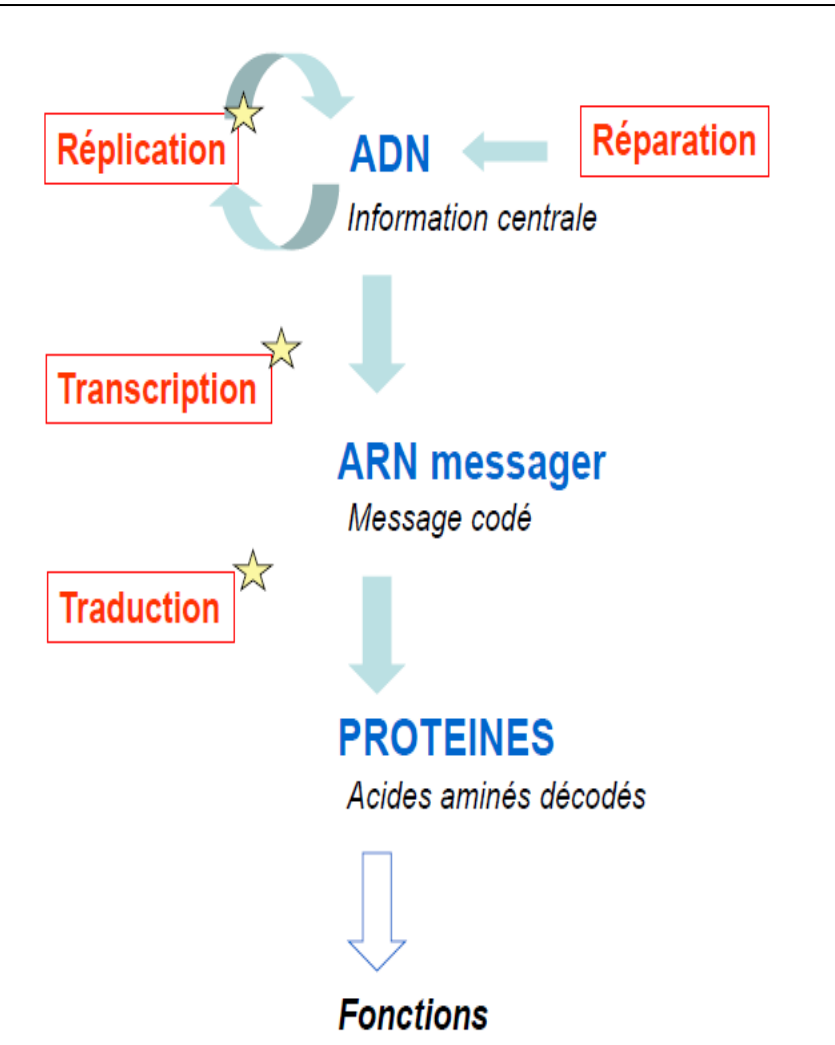 Réplication
ADN
Réparation
Information centrale
Transcription
ARN messager
Message codé
Traduction
PROTEINES
Acides aminés décodés
Fonctions